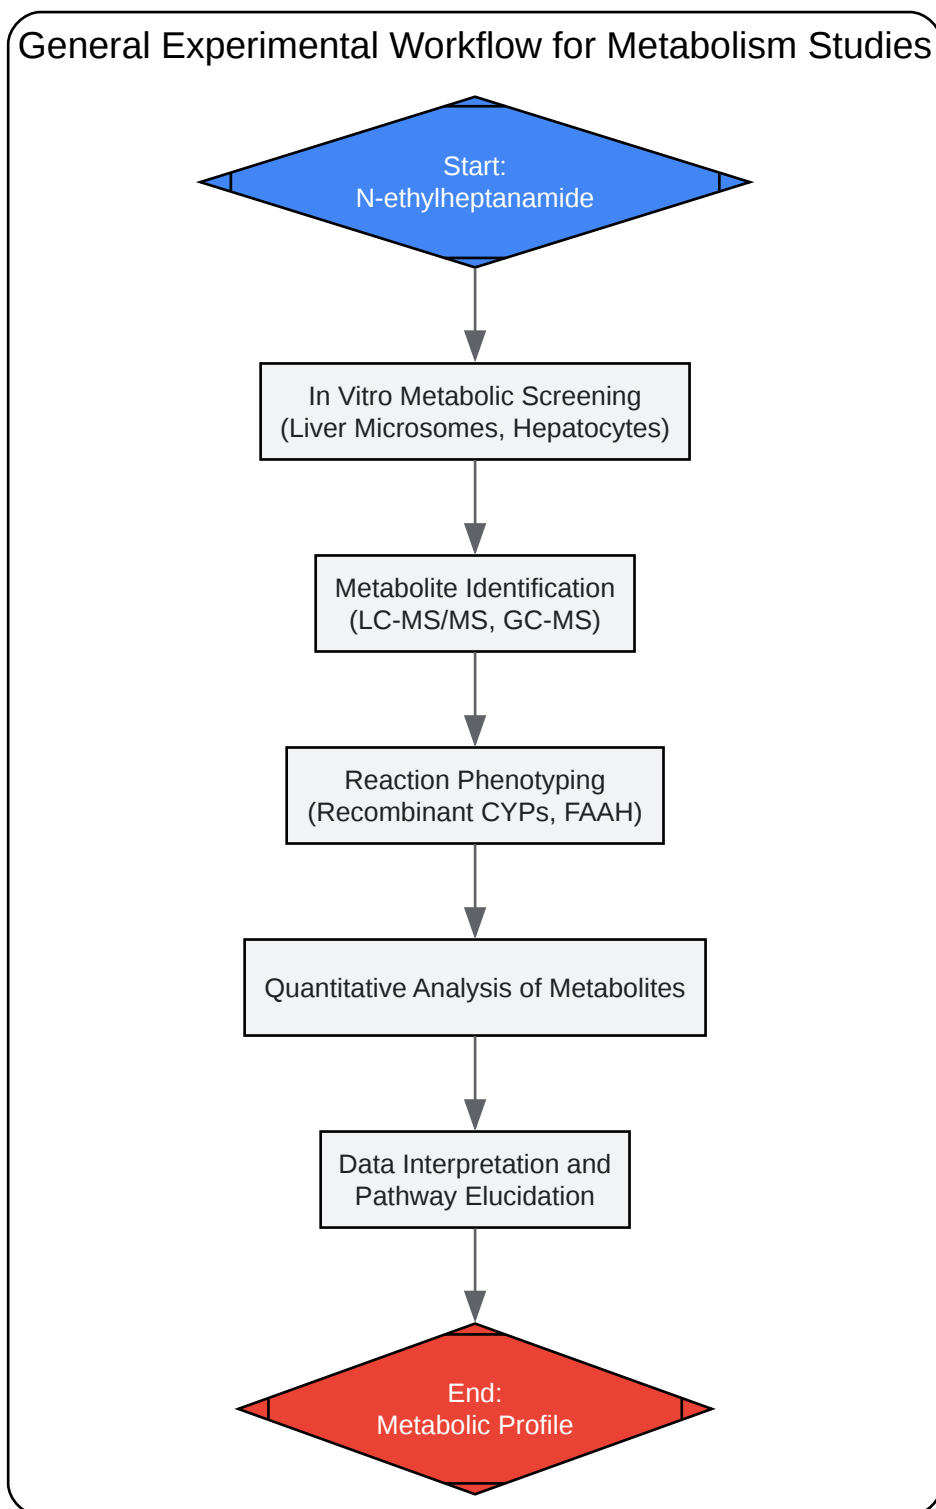 General Experimental Workflow for Metabolism Studies
Start:
N-ethylheptanamide
In Vitro Metabolic Screening
(Liver Microsomes, Hepatocytes)
Metabolite Identification
(LC-MS/MS, GC-MS)
Reaction Phenotyping
(Recombinant CYPs, FAAH)
Quantitative Analysis of Metabolites
Data Interpretation and
Pathway Elucidation
End:
Metabolic Profile